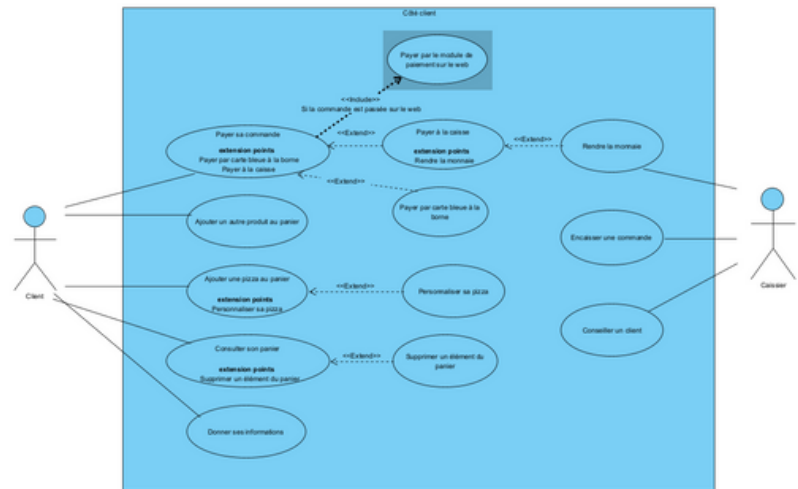 Côté client
Payer par le module de
paiement sur le web
<<Include>>
Si la commande est passée sur le web
Payer sa commande
extension points
Payer par carte bleue à la borne
Payer à la caisse
<<Extend>>
Payer à la caisse
extension points
Rendre la monnaie
<<Extend>>
Rendre la monnaie
<<Extend>>
Payer par carte bleue à la
borne
Ajouter un autre produit au panier
Encaisser une commande
Client
Caissier
Ajouter une pizza au panier
extension points
Personnaliser sa pizza
<<Extend>>
Personnaliser sa pizza
Conseiller un client
Consulter son panier
extension points
Supprimer un élément du panier
<<Extend>>
Supprimer un élément du
panier
Donner ses informations